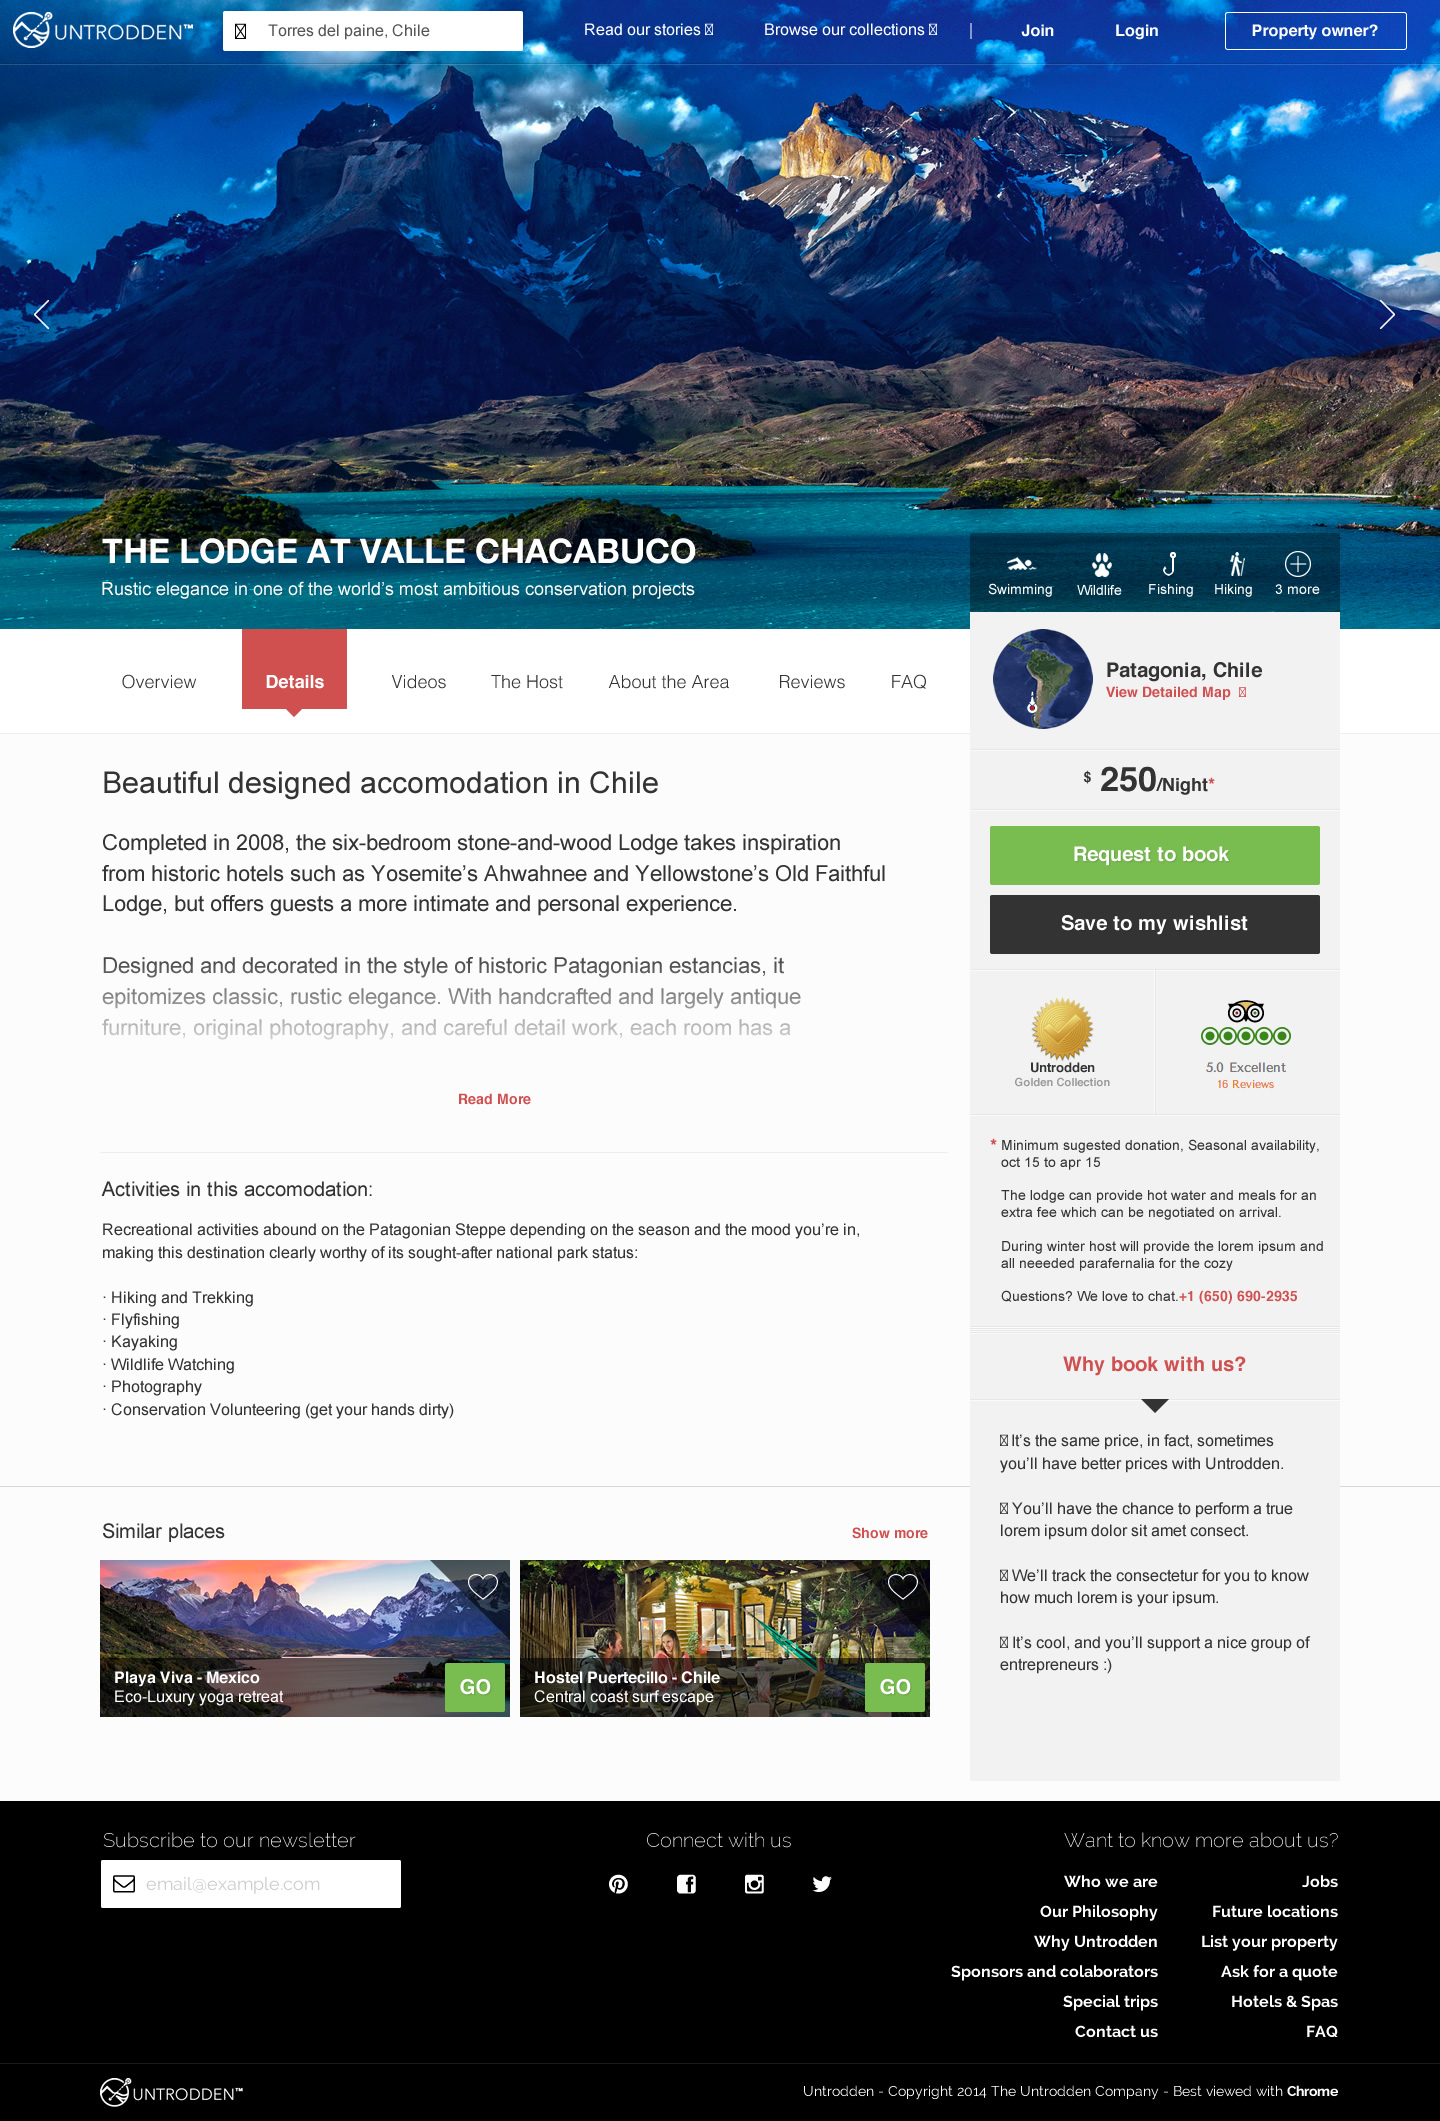 UNTRODDEN™
Torres del paine, Chile
Read our stories
Browse our collections
|
Join
Login
Property owner?
THE LODGE AT VALLE CHACABUCO
Rustic elegance in one of the world's most ambitious conservation projects
Swimming
Wildlife
Fishing
Hiking
3 more
Overview
Details
Videos
The Host
About the Area
Reviews
FAQ
Patagonia, Chile
View Detailed Map
$ 250/Night*
Request to book
Save to my wishlist
Untrodden
Golden Collection
5.0 Excellent
16 Reviews
* Minimum sugested donation, Seasonal availability,
oct 15 to apr 15
The lodge can provide hot water and meals for an
extra fee which can be negotiated on arrival.
During winter host will provide the lorem ipsum and
all neeeded parafernalia for the cozy
Questions? We love to chat.+1 (650) 690-2935
Why book with us?
It's the same price, in fact, sometimes
you'll have better prices with Untrodden.
You'll have the chance to perform a true
lorem ipsum dolor sit amet consect.
We'll track the consectetur for you to know
how much lorem is your ipsum.
It's cool, and you'll support a nice group of
entrepreneurs :)
Beautiful designed accomodation in Chile
Completed in 2008, the six-bedroom stone-and-wood Lodge takes inspiration
from historic hotels such as Yosemite's Ahwahnee and Yellowstone's Old Faithful
Lodge, but offers guests a more intimate and personal experience.
Designed and decorated in the style of historic Patagonian estancias, it
epitomizes classic, rustic elegance. With handcrafted and largely antique
furniture, original photography, and careful detail work, each room has a
Read More
Activities in this accomodation:
Recreational activities abound on the Patagonian Steppe depending on the season and the mood you're in,
making this destination clearly worthy of its sought-after national park status:
· Hiking and Trekking
· Flyfishing
· Kayaking
· Wildlife Watching
· Photography
· Conservation Volunteering (get your hands dirty)
Similar places
Show more
Playa Viva - Mexico
Eco-Luxury yoga retreat
GO
Hostel Puertecillo - Chile
Central coast surf escape
GO
Subscribe to our newsletter
email@example.com
Connect with us
Want to know more about us?
Who we are
Our Philosophy
Why Untrodden
Sponsors and colaborators
Special trips
Contact us
Jobs
Future locations
List your property
Ask for a quote
Hotels & Spas
FAQ
UNTRODDEN™
Untrodden - Copyright 2014 The Untrodden Company - Best viewed with Chrome